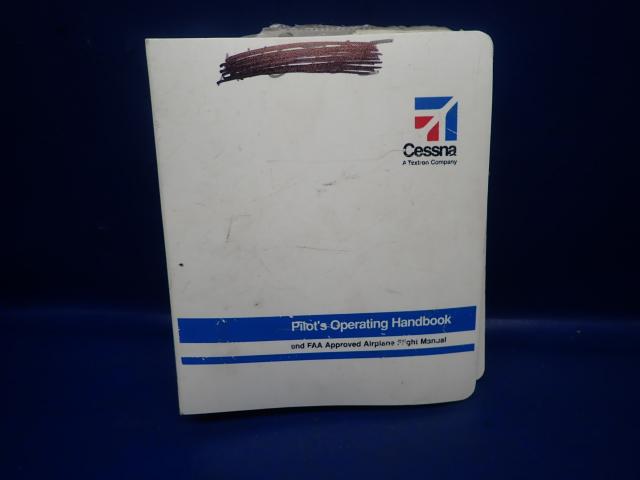 Cessna
A Textron Company
Pilot's Operating Handbook
and FAA Approved Airplane Flight Manual